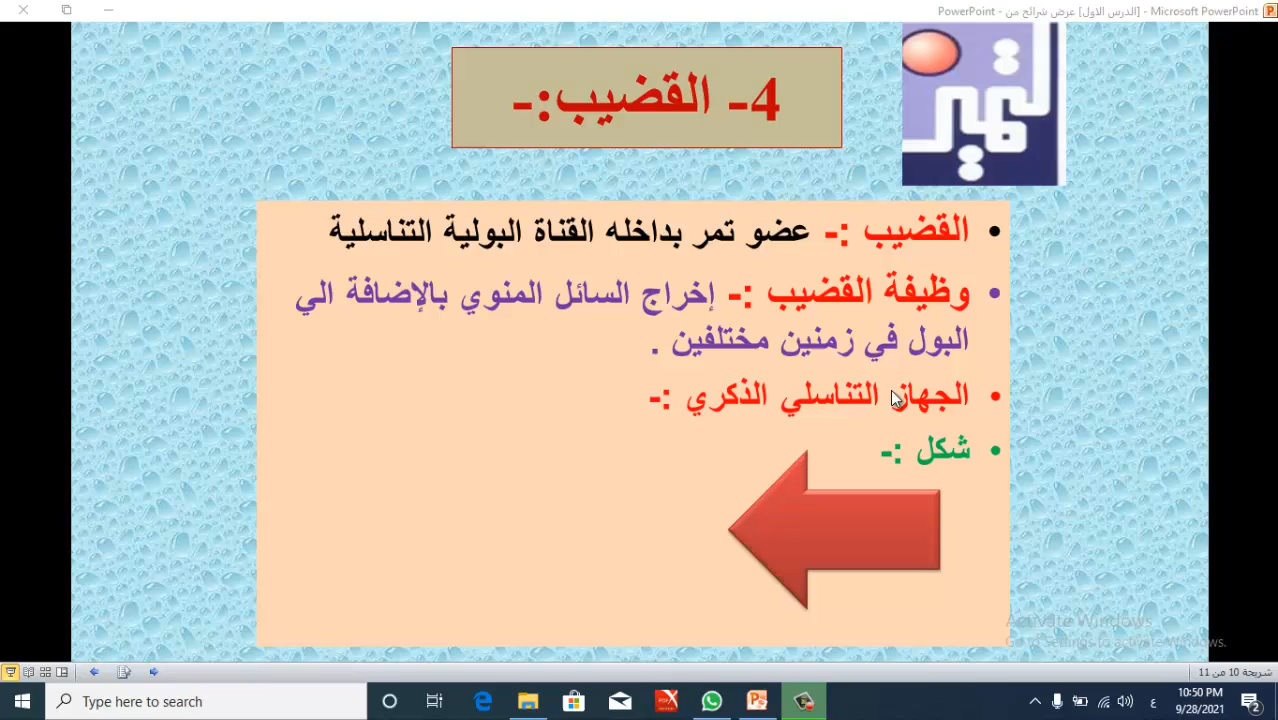 PowerPoint - [الدرس الاول] عرض شرائح من - Microsoft PowerPoint
4- القضيب:-
التميز
• القضيب :- عضو تمر بداخله القناة البولية التناسلية
• وظيفة القضيب :- إخراج السائل المنوي بالإضافة الي
البول في زمنين مختلفين .
• الجهاز التناسلي الذكري :-
• شكل :-
Activate Windows
Go to Settings to activate Windows.
شريحة 10 من 11
Type here to search
ع
10:50 PM
9/28/2021
2